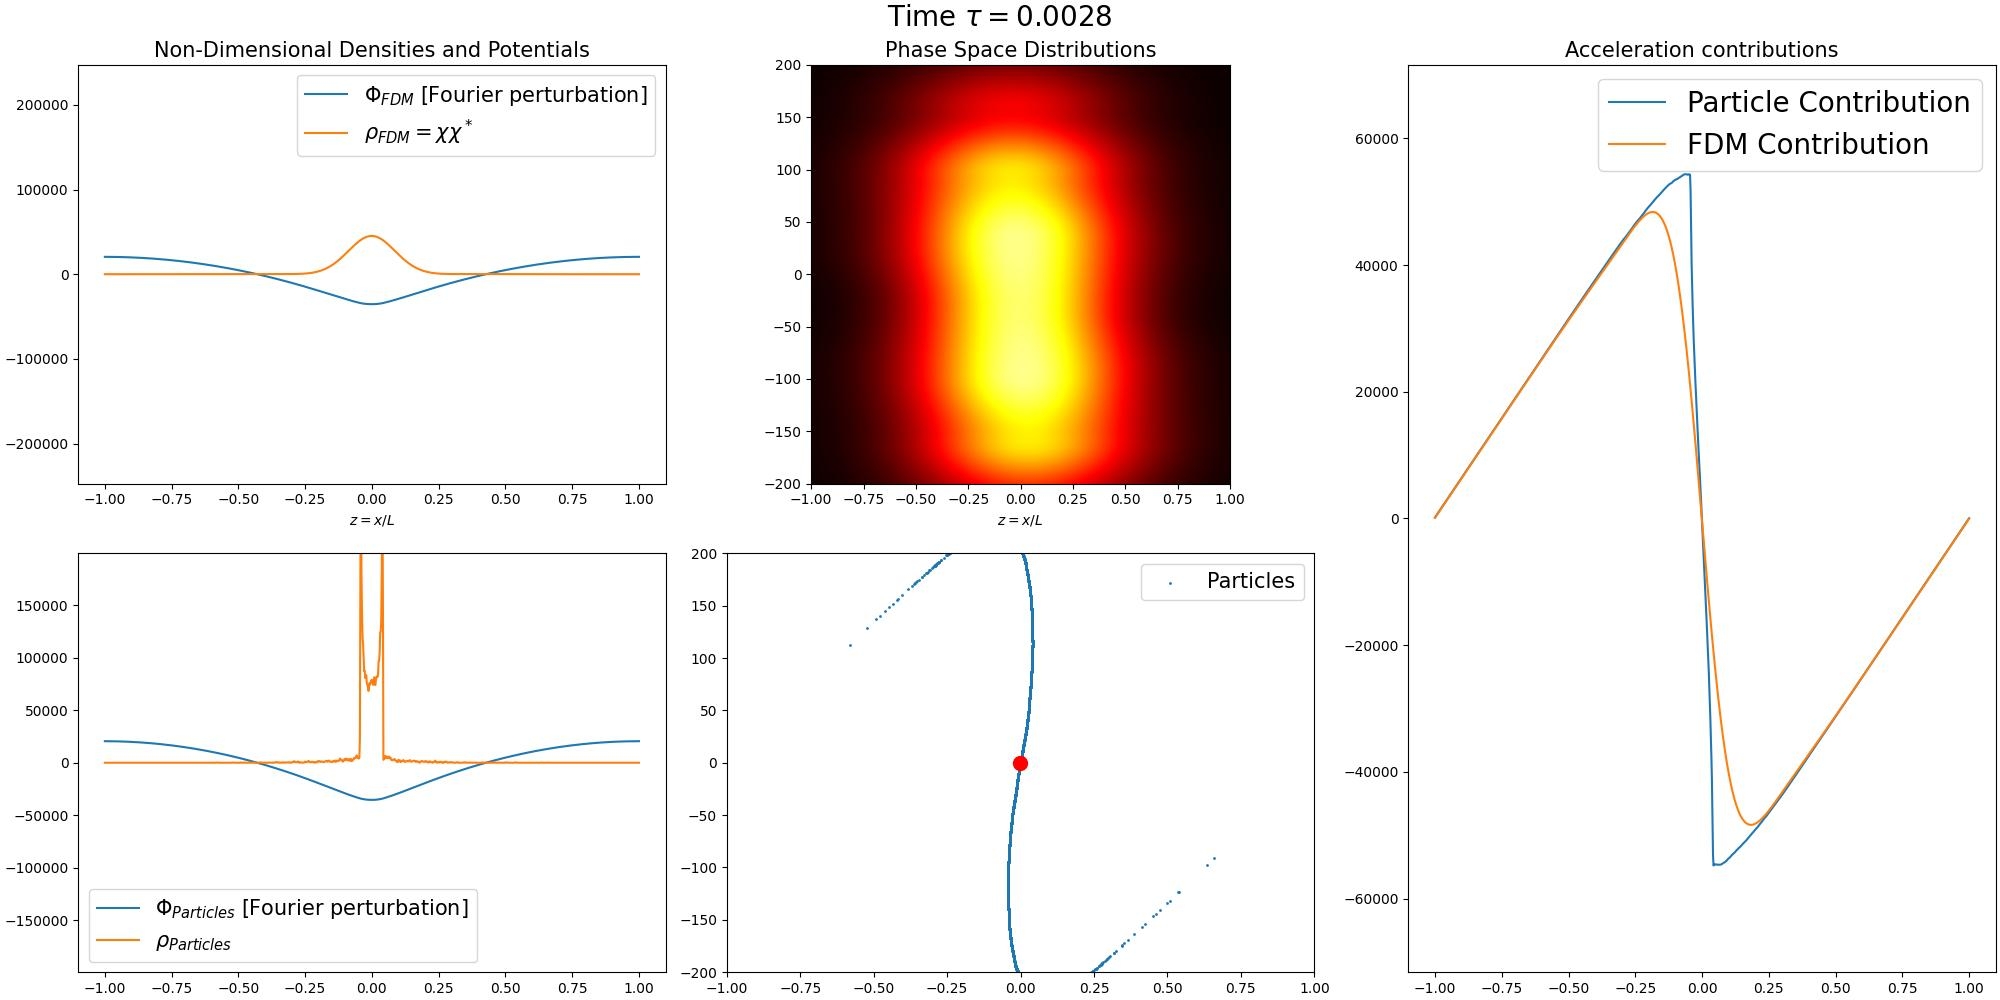 Time τ = 0.0028
Non-Dimensional Densities and Potentials
Φ_FDM [Fourier perturbation]
ρ_FDM = χχ*
200000
100000
0
−100000
−200000
−1.00 −0.75 −0.50 −0.25 0.00 0.25 0.50 0.75 1.00
z = x/L
Phase Space Distributions
200
150
100
50
0
−50
−100
−150
−200
−1.00 −0.75 −0.50 −0.25 0.00 0.25 0.50 0.75 1.00
z = x/L
Acceleration contributions
Particle Contribution
FDM Contribution
60000
40000
20000
0
−20000
−40000
−60000
−1.00 −0.75 −0.50 −0.25 0.00 0.25 0.50 0.75 1.00
150000
100000
50000
0
−50000
−100000
−150000
Φ_Particles [Fourier perturbation]
ρ_Particles
−1.00 −0.75 −0.50 −0.25 0.00 0.25 0.50 0.75 1.00
Particles
200
150
100
50
0
−50
−100
−150
−200
−1.00 −0.75 −0.50 −0.25 0.00 0.25 0.50 0.75 1.00